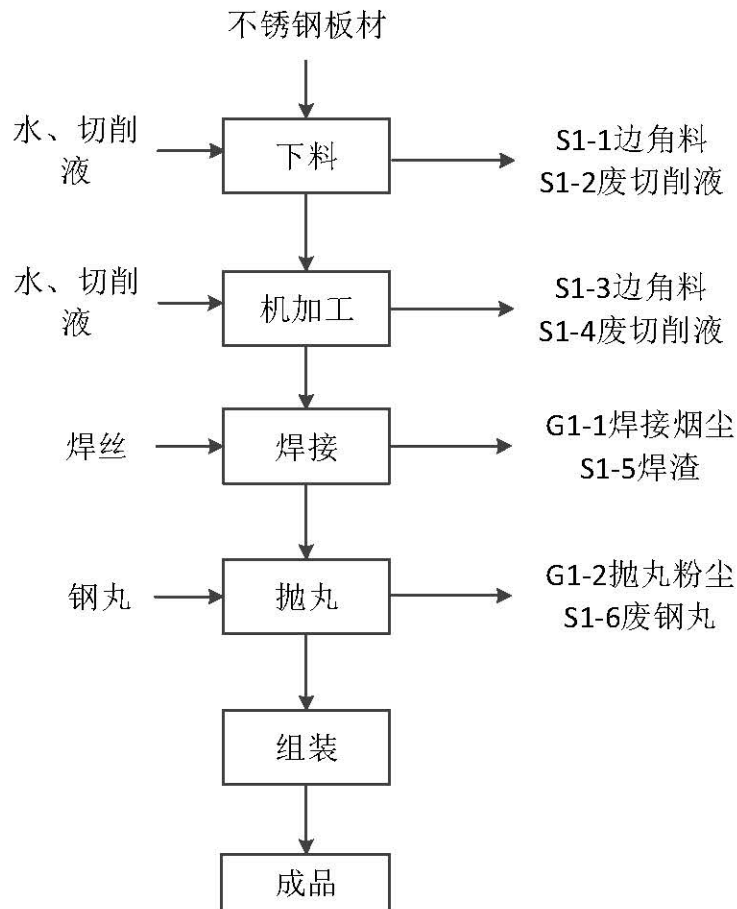 不锈钢板材
水、切削
液
下料
S1-1边角料
S1-2废切削液
水、切削
液
机加工
S1-3边角料
S1-4废切削液
焊丝
焊接
G1-1焊接烟尘
S1-5焊渣
钢丸
抛丸
G1-2抛丸粉尘
S1-6废钢丸
组装
成品